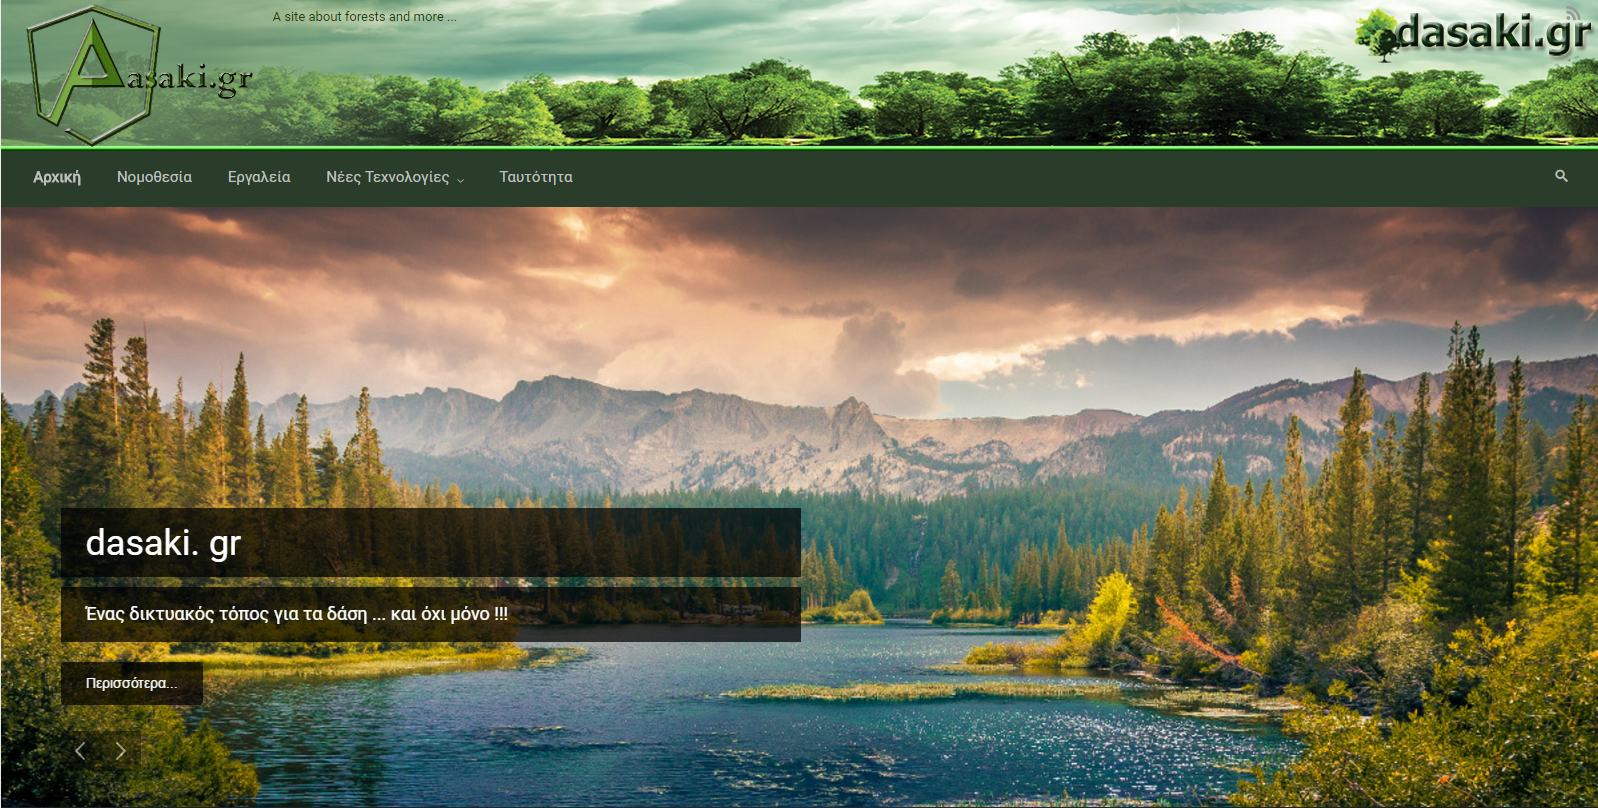 A site about forests and more ...
Δasaki.gr
dasaki.gr
Αρχική Νομοθεσία Εργαλεία Νέες Τεχνολογίες Ταυτότητα
dasaki. gr
Ένας δικτυακός τόπος για τα δάση ... και όχι μόνο !!!
Περισσότερα...